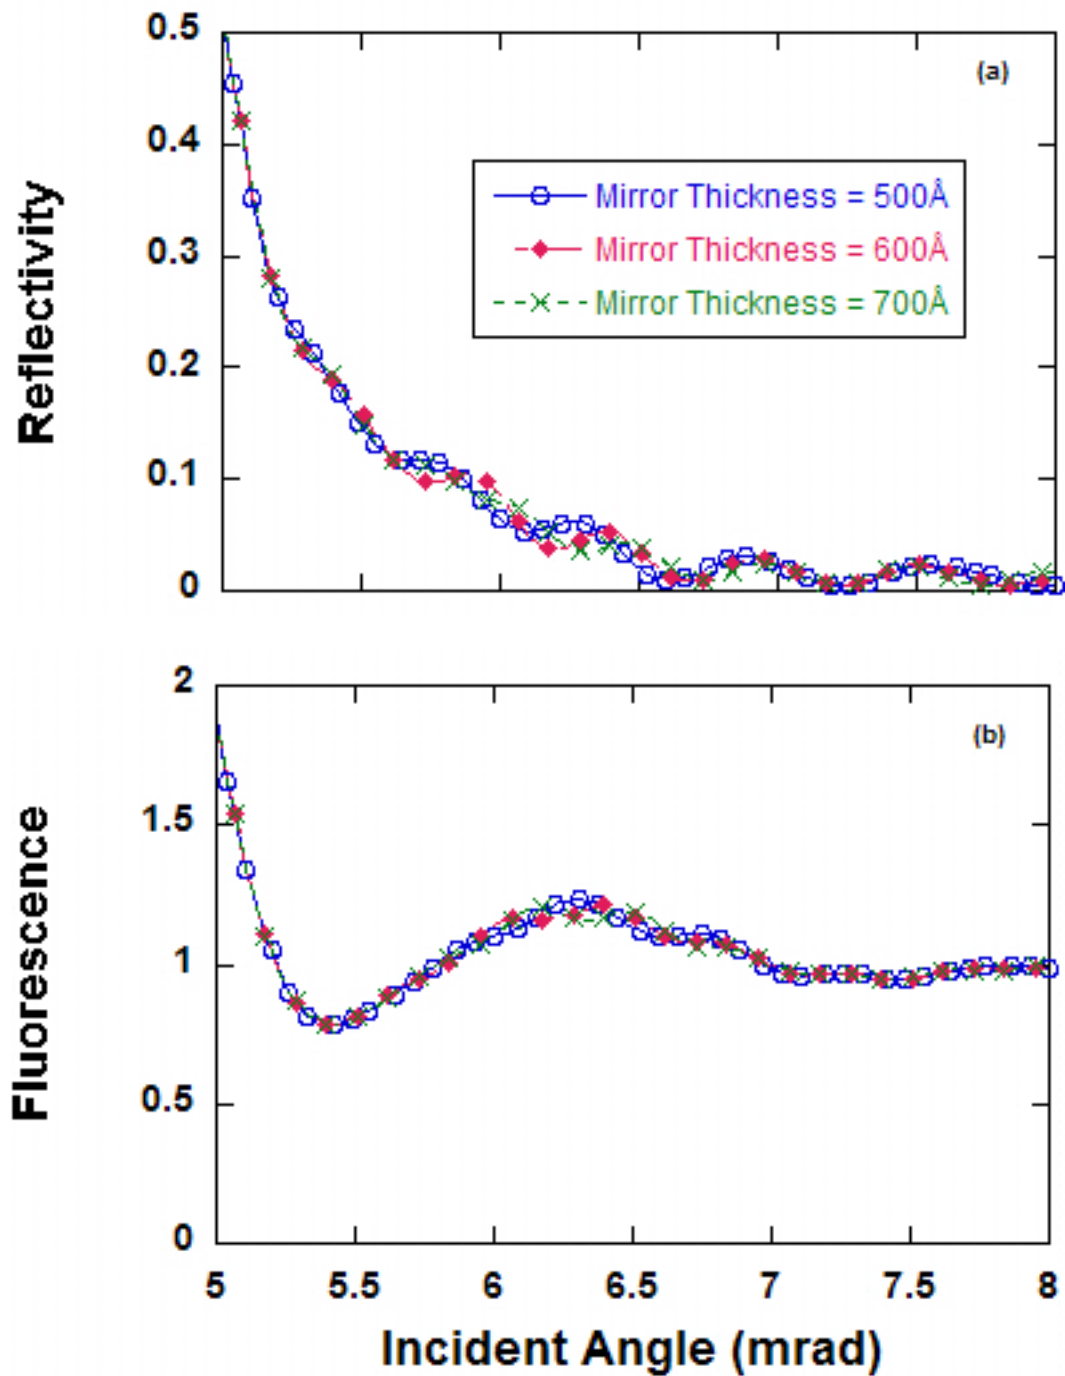 0.5
(a)
0.4
Mirror Thickness = 500Å
Mirror Thickness = 600Å
0.3
Mirror Thickness = 700Å
0.2
0.1
0
Reflectivity
2
(b)
1.5
1
0.5
0
Fluorescence
5 5.5 6 6.5 7 7.5 8
Incident Angle (mrad)